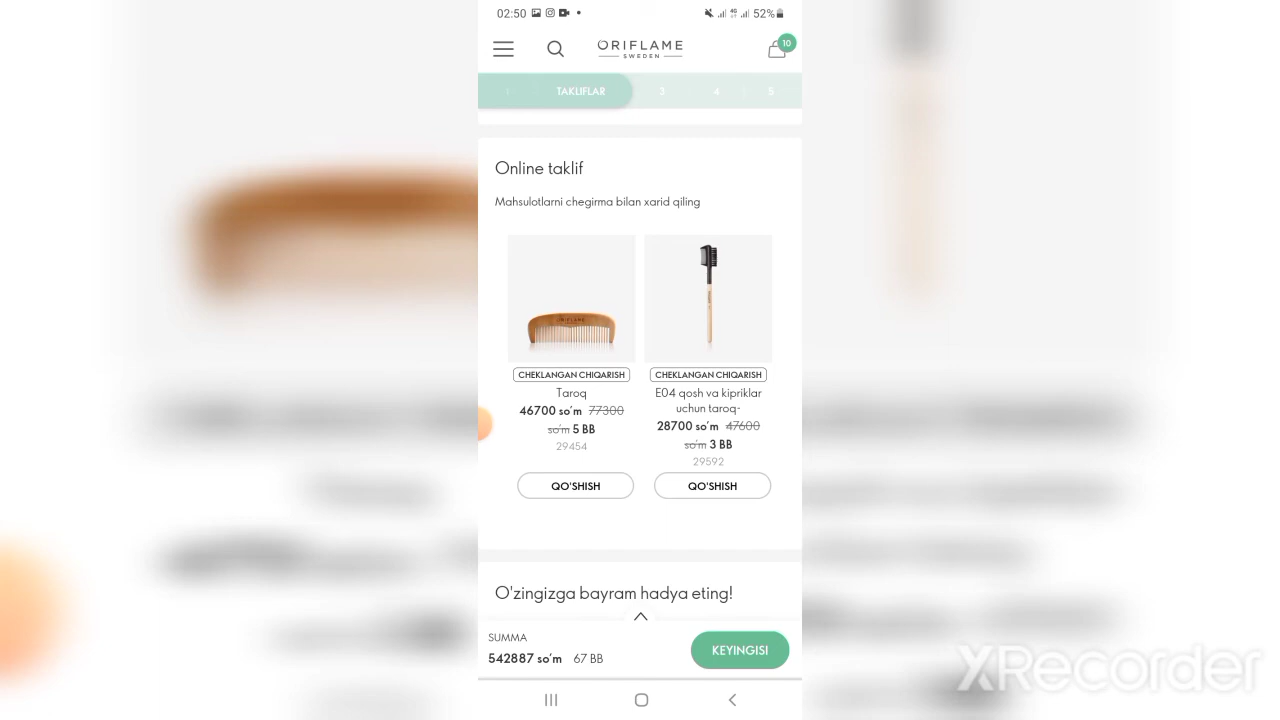 02:50
52%
ORIFLAME
SWEDEN
10
TAKLIFLAR
3
4
5
Online taklif
Mahsulotlarni chegirma bilan xarid qiling
ORIFLAME
CHEKLANGAN CHIQARISH
Taroq
46700 so'm 77300
so'm 5 BB
29454
QO'SHISH
CHEKLANGAN CHIQARISH
E04 qosh va kipriklar
uchun taroq-
28700 so'm 47600
so'm 3 BB
29592
QO'SHISH
O'zingizga bayram hadya eting!
SUMMA
542887 so'm 67 BB
KEYINGISI
XRecorder